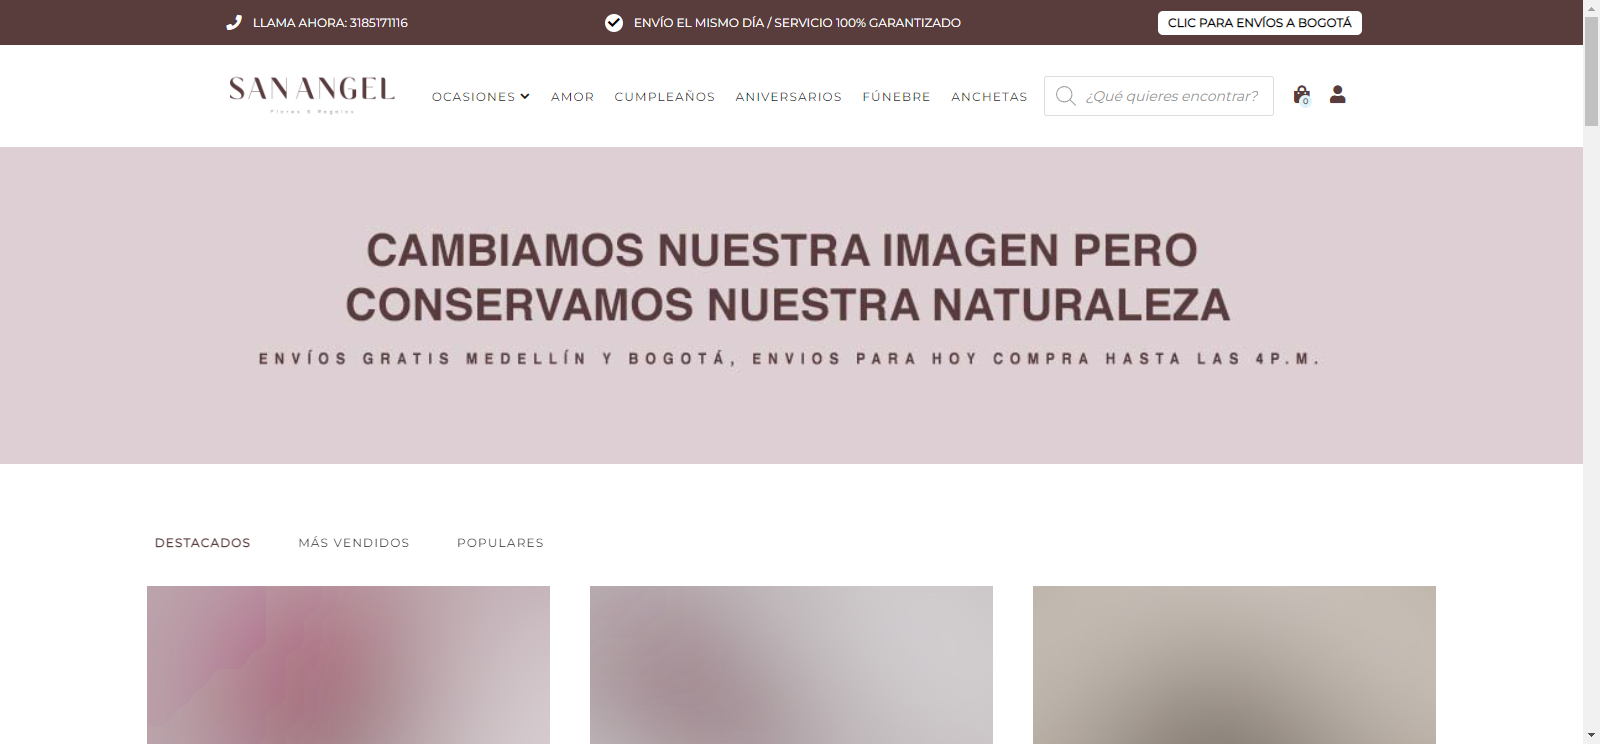 LLAMA AHORA: 3185171116
ENVÍO EL MISMO DÍA / SERVICIO 100% GARANTIZADO
CLIC PARA ENVÍOS A BOGOTÁ
SAN ANGEL
Flores & Regalos
OCASIONES
AMOR
CUMPLEAÑOS
ANIVERSARIOS
FÚNEBRE
ANCHETAS
¿Qué quieres encontrar?
0
CAMBIAMOS NUESTRA IMAGEN PERO
CONSERVAMOS NUESTRA NATURALEZA
ENVÍOS GRATIS MEDELLÍN Y BOGOTÁ, ENVIOS PARA HOY COMPRA HASTA LAS 4P.M.
DESTACADOS
MÁS VENDIDOS
POPULARES